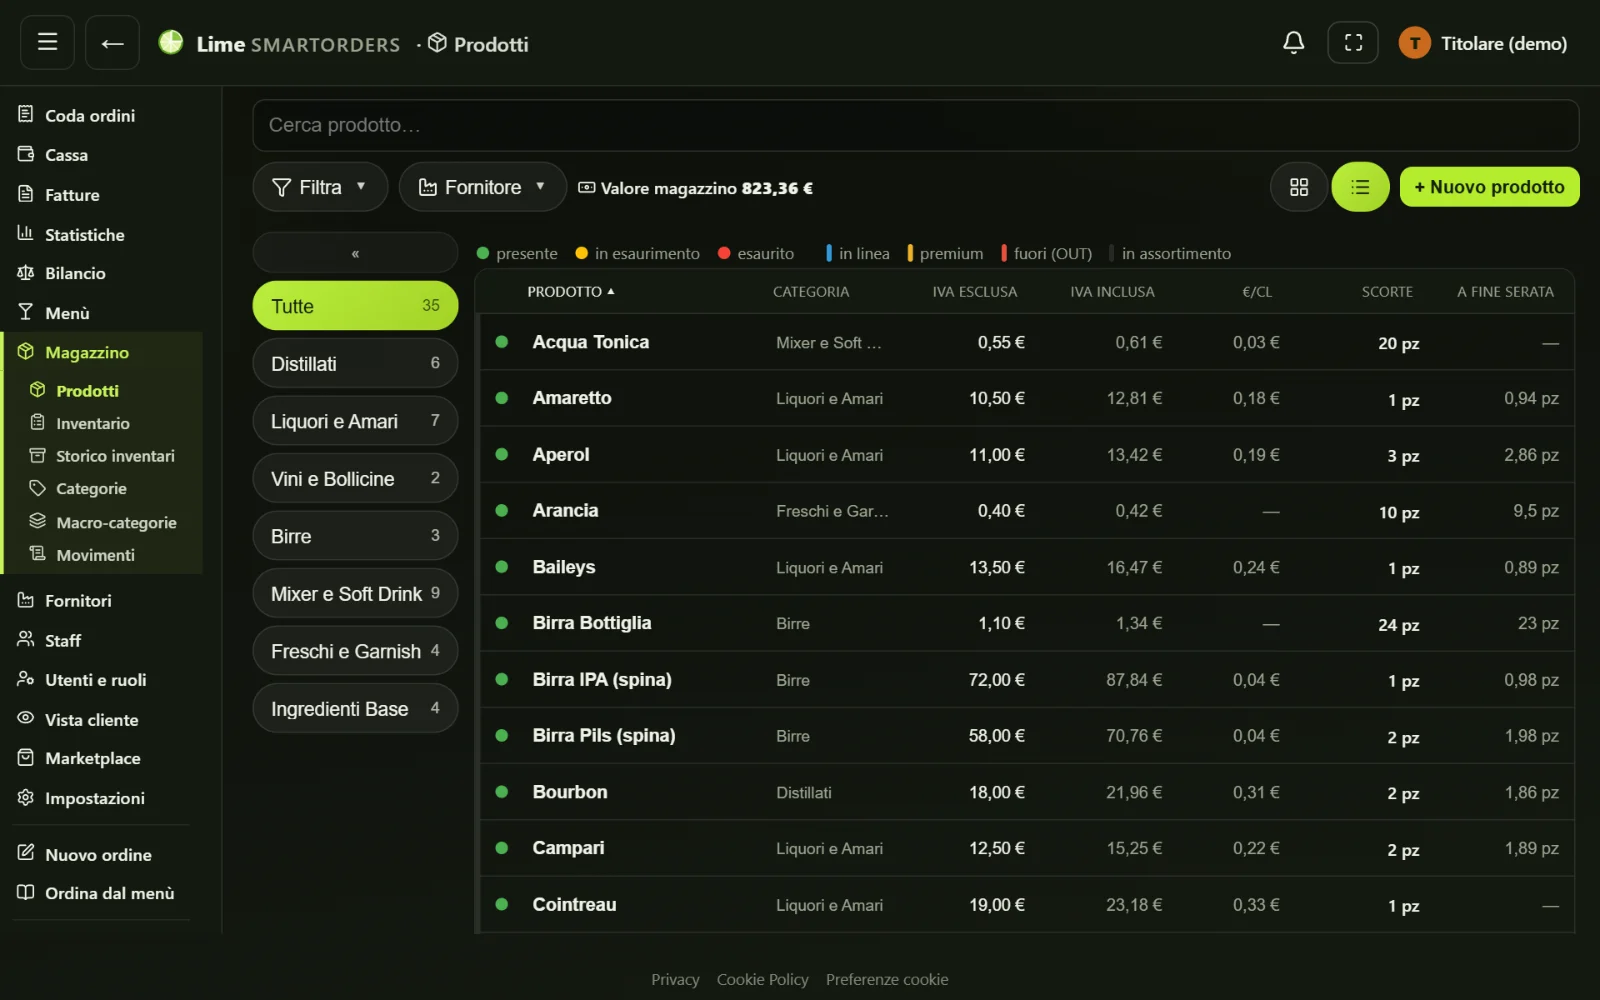 Lime SMARTORDERS · Prodotti
T Titolare (demo)
Coda ordini
Cassa
Fatture
Statistiche
Bilancio
Menù
Magazzino
Prodotti
Inventario
Storico inventari
Categorie
Macro-categorie
Movimenti
Fornitori
Staff
Utenti e ruoli
Vista cliente
Marketplace
Impostazioni
Nuovo ordine
Ordina dal menù
Cerca prodotto…
Filtra ▼ Fornitore ▼ Valore magazzino 823,36 €
+ Nuovo prodotto
«
Tutte 35
Distillati 6
Liquori e Amari 7
Vini e Bollicine 2
Birre 3
Mixer e Soft Drink 9
Freschi e Garnish 4
Ingredienti Base 4
presente in esaurimento esaurito in linea premium fuori (OUT) in assortimento
PRODOTTO ▲ CATEGORIA IVA ESCLUSA IVA INCLUSA €/CL SCORTE A FINE SERATA
Acqua Tonica Mixer e Soft … 0,55 € 0,61 € 0,03 € 20 pz —
Amaretto Liquori e Amari 10,50 € 12,81 € 0,18 € 1 pz 0,94 pz
Aperol Liquori e Amari 11,00 € 13,42 € 0,19 € 3 pz 2,86 pz
Arancia Freschi e Gar… 0,40 € 0,42 € — 10 pz 9,5 pz
Baileys Liquori e Amari 13,50 € 16,47 € 0,24 € 1 pz 0,89 pz
Birra Bottiglia Birre 1,10 € 1,34 € — 24 pz 23 pz
Birra IPA (spina) Birre 72,00 € 87,84 € 0,04 € 1 pz 0,98 pz
Birra Pils (spina) Birre 58,00 € 70,76 € 0,04 € 2 pz 1,98 pz
Bourbon Distillati 18,00 € 21,96 € 0,31 € 2 pz 1,86 pz
Campari Liquori e Amari 12,50 € 15,25 € 0,22 € 2 pz 1,89 pz
Cointreau Liquori e Amari 19,00 € 23,18 € 0,33 € 1 pz —
Privacy Cookie Policy Preferenze cookie